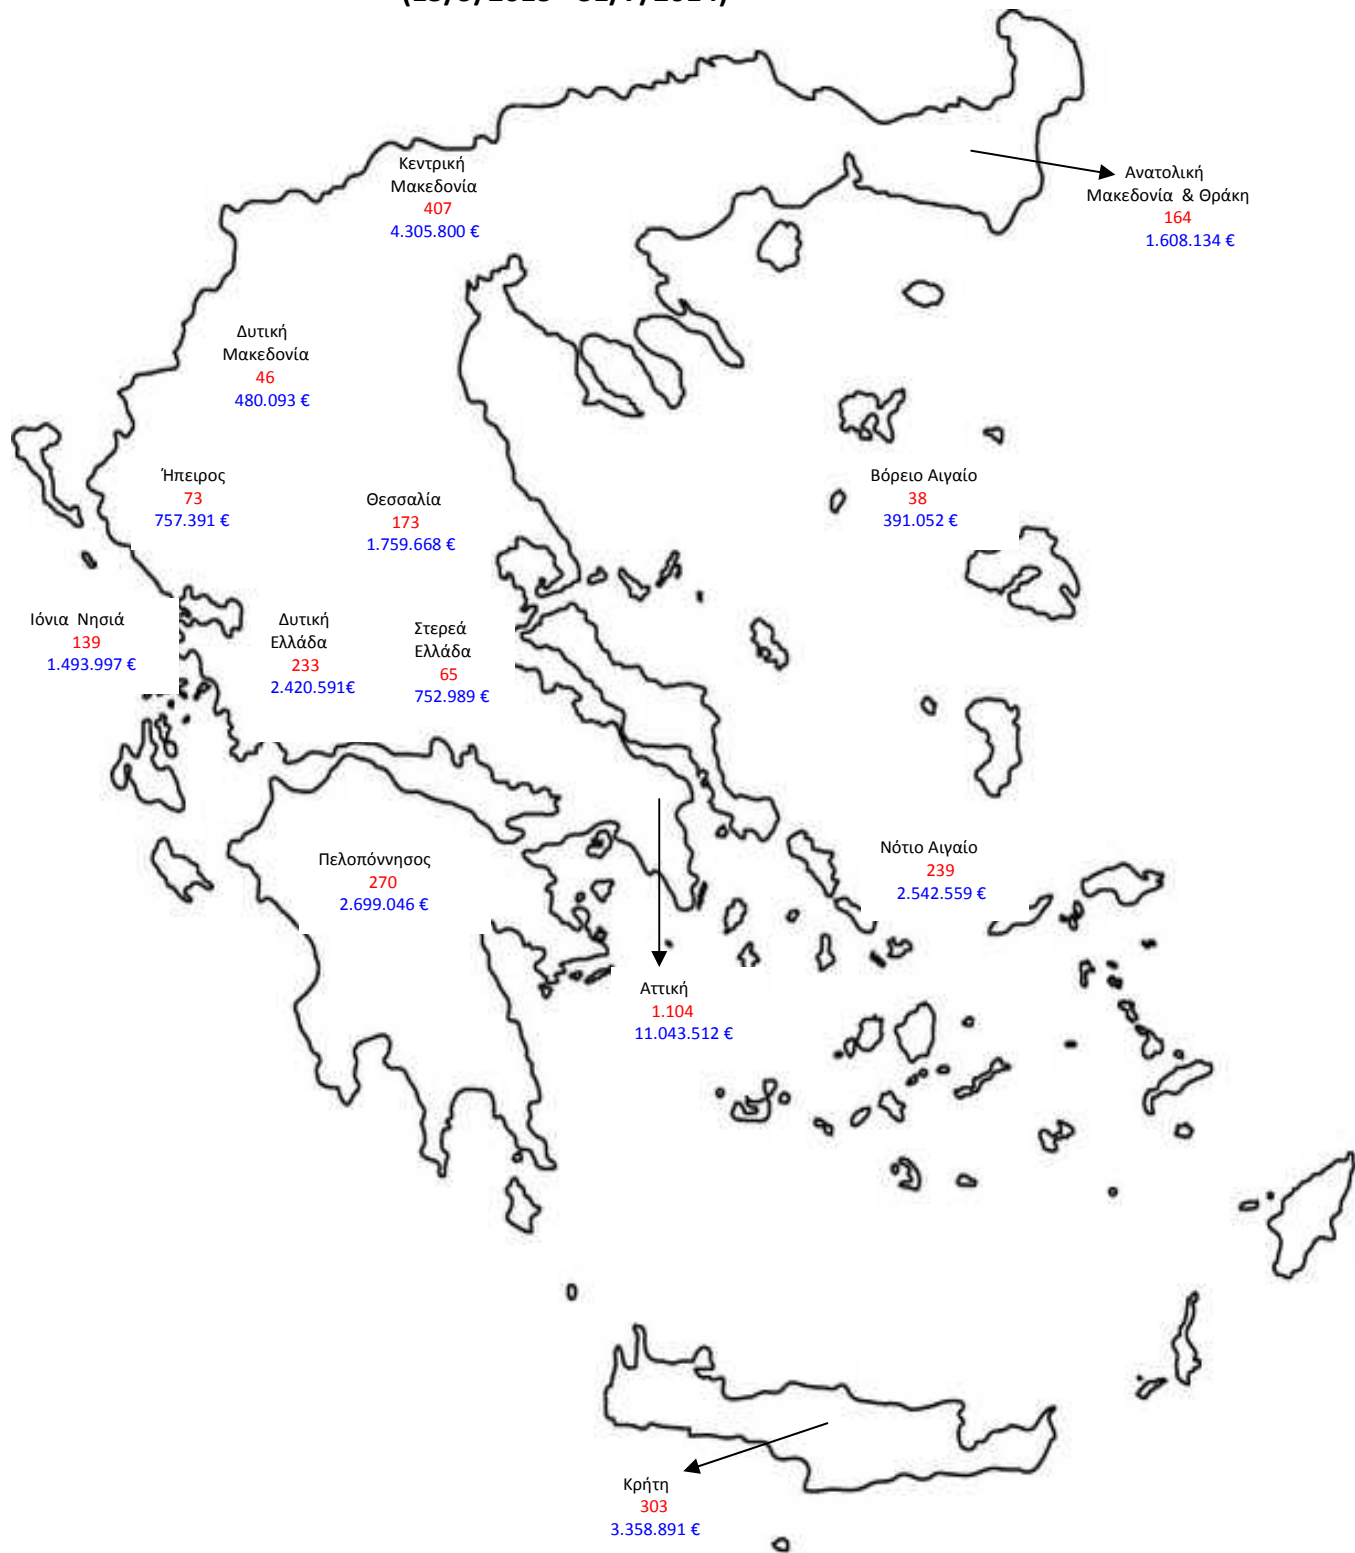 Κεντρική
Μακεδονία
407
4.305.800 €
Ανατολική
Μακεδονία & Θράκη
164
1.608.134 €
Δυτική
Μακεδονία
46
480.093 €
Ήπειρος
73
757.391 €
Θεσσαλία
173
1.759.668 €
Βόρειο Αιγαίο
38
391.052 €
Ιόνια Νησιά
139
1.493.997 €
Δυτική
Ελλάδα
233
2.420.591€
Στερεά
Ελλάδα
65
752.989 €
Πελοπόννησος
270
2.699.046 €
Νότιο Αιγαίο
239
2.542.559 €
Αττική
1.104
11.043.512 €
Κρήτη
303
3.358.891 €